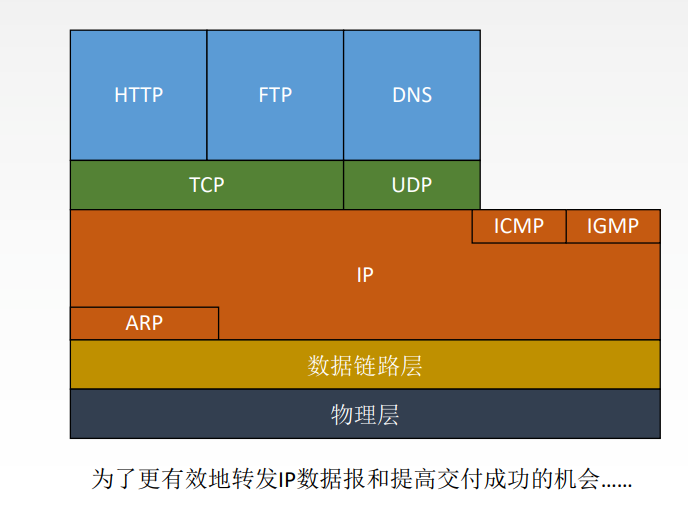 HTTP
FTP
DNS
TCP
UDP
ICMP
IGMP
IP
ARP
数据链路层
物理层
为了更有效地转发IP数据报和提高交付成功的机会……